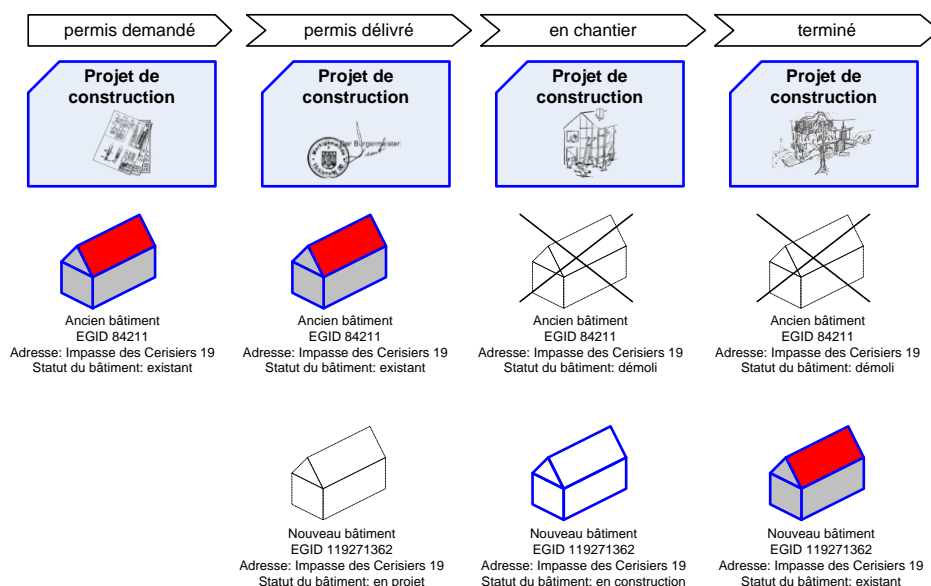 permis demandé
permis délivré
en chantier
terminé
Projet de
construction
Projet de
construction
Der Bürgermeister:
Projet de
construction
Projet de
construction
Ancien bâtiment
EGID 84211
Adresse: Impasse des Cerisiers 19
Statut du bâtiment: existant
Ancien bâtiment
EGID 84211
Adresse: Impasse des Cerisiers 19
Statut du bâtiment: existant
Ancien bâtiment
EGID 84211
Adresse: Impasse des Cerisiers 19
Statut du bâtiment: démoli
Ancien bâtiment
EGID 84211
Adresse: Impasse des Cerisiers 19
Statut du bâtiment: démoli
Nouveau bâtiment
EGID 119271362
Adresse: Impasse des Cerisiers 19
Statut du bâtiment: en projet
Nouveau bâtiment
EGID 119271362
Adresse: Impasse des Cerisiers 19
Statut du bâtiment: en construction
Nouveau bâtiment
EGID 119271362
Adresse: Impasse des Cerisiers 19
Statut du bâtiment: existant